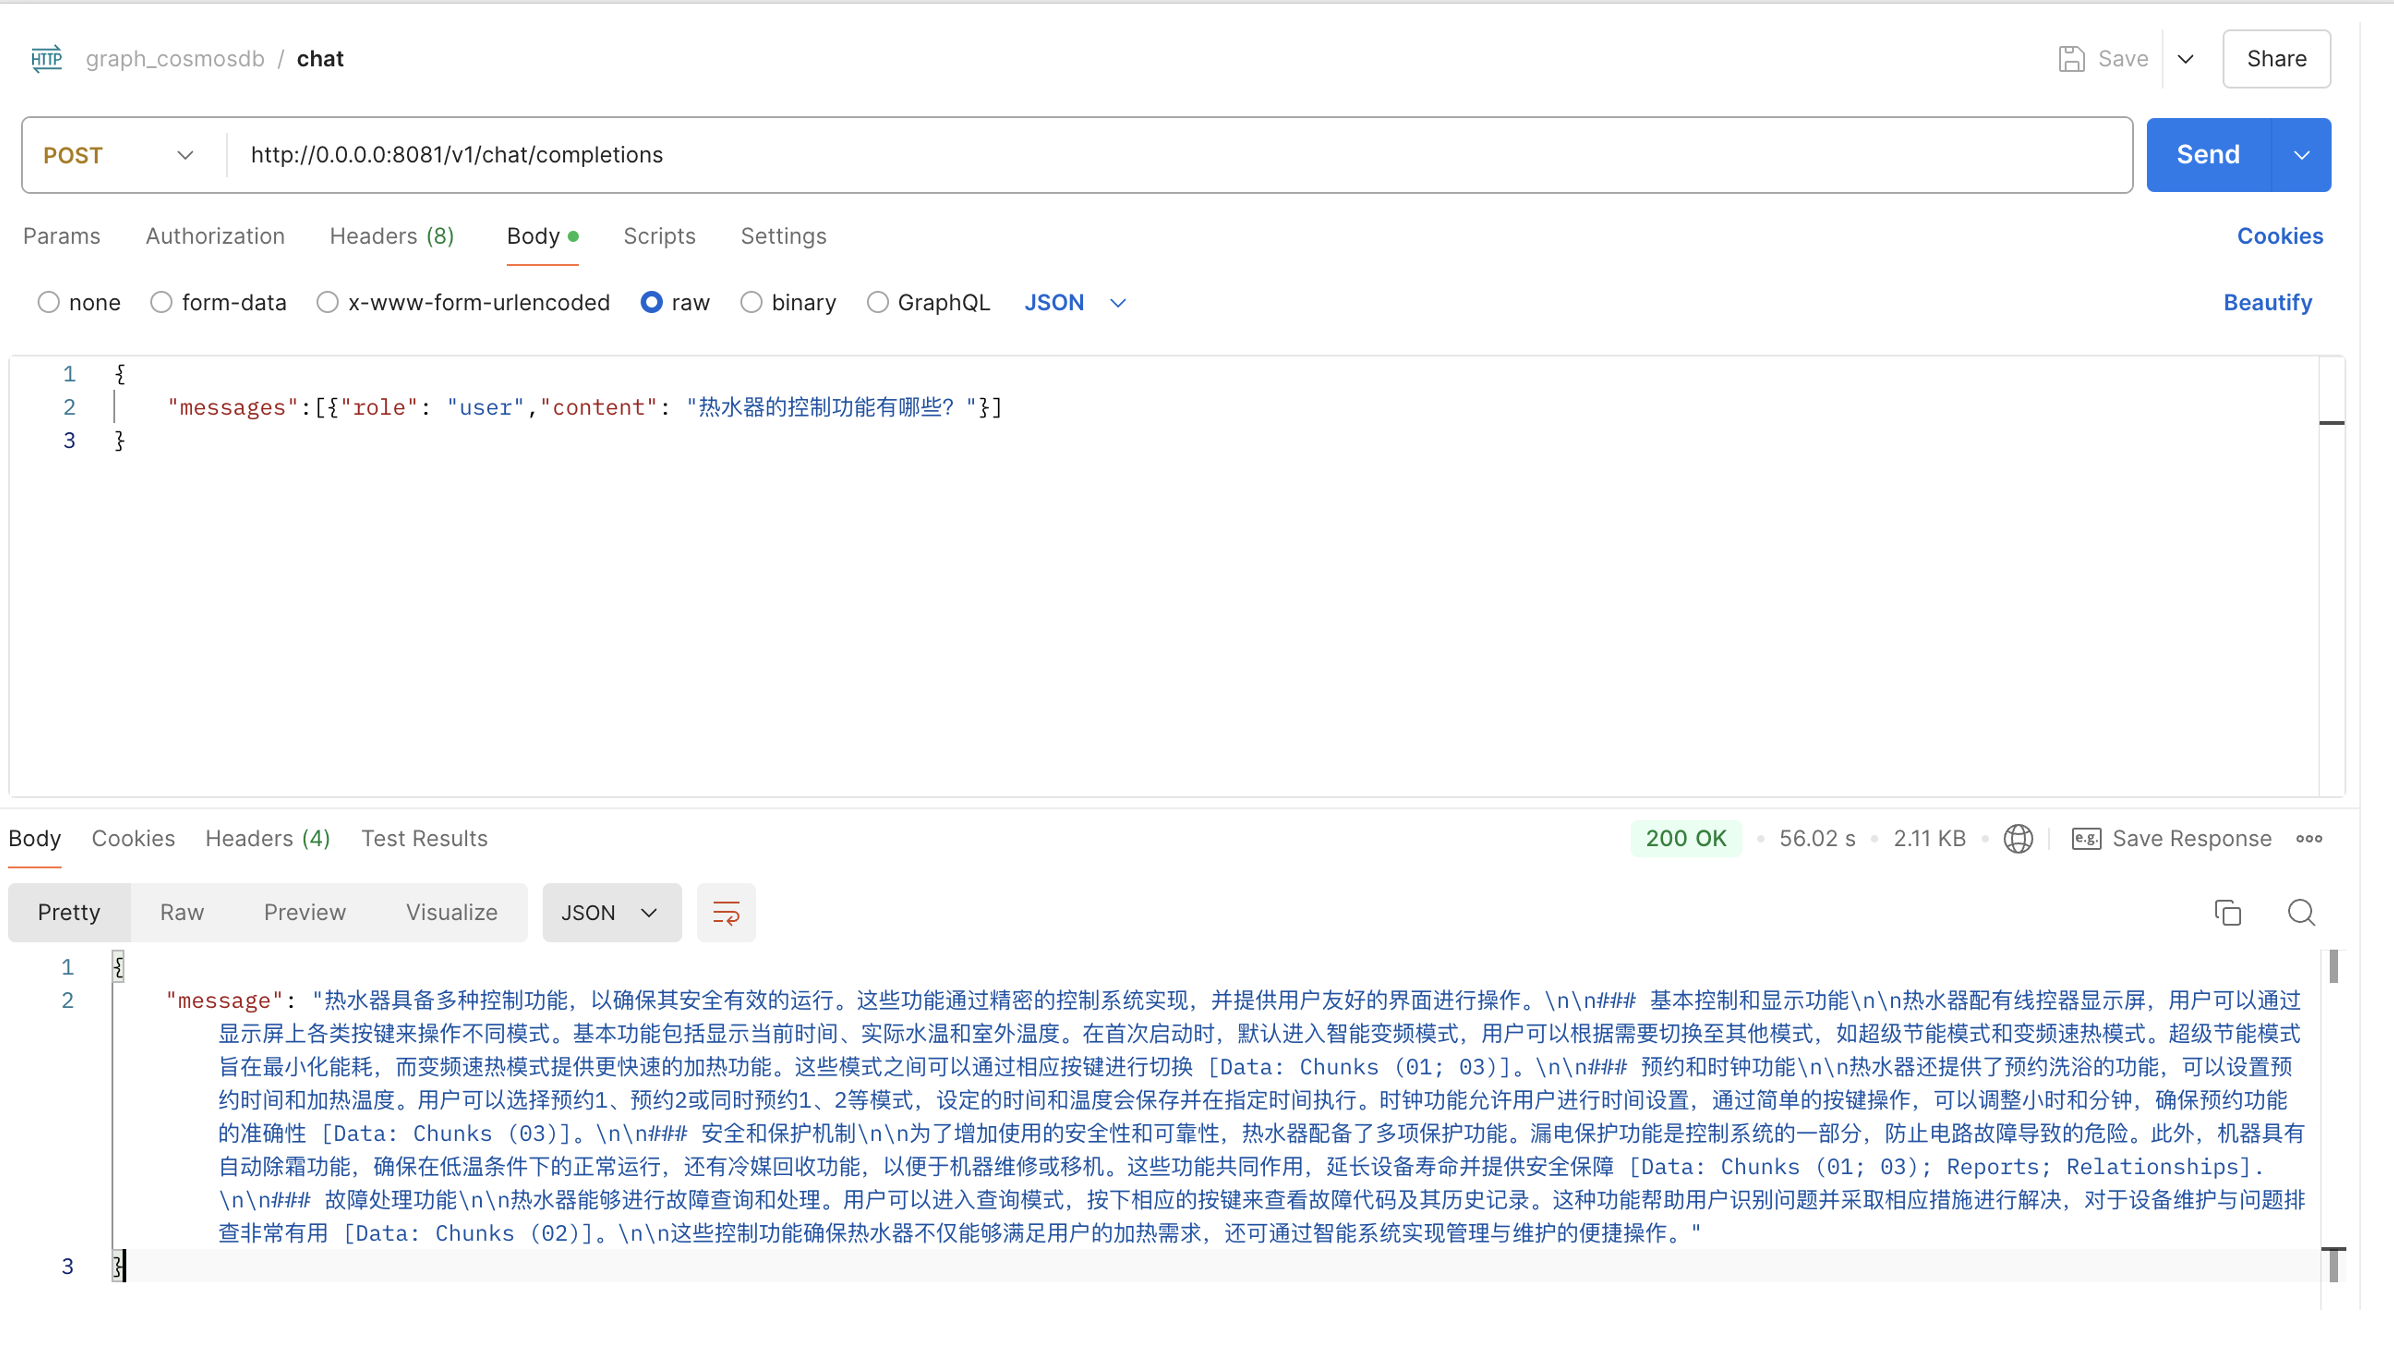 HTTP graph_cosmosdb / chat Save Share
POST http://0.0.0.0:8081/v1/chat/completions Send
Params Authorization Headers (8) Body Scripts Settings Cookies
none form-data x-www-form-urlencoded raw binary GraphQL JSON Beautify
1 {
2 "messages":[{"role": "user","content": "热水器的控制功能有哪些？"}]
3 }
Body Cookies Headers (4) Test Results 200 OK • 56.02 s • 2.11 KB • e.g. Save Response
Pretty Raw Preview Visualize JSON
1 {
2 "message": "热水器具备多种控制功能，以确保其安全有效的运行。这些功能通过精密的控制系统实现，并提供用户友好的界面进行操作。\n\n### 基本控制和显示功能\n\n热水器配有线控器显示屏，用户可以通过
显示屏上各类按键来操作不同模式。基本功能包括显示当前时间、实际水温和室外温度。在首次启动时，默认进入智能变频模式，用户可以根据需要切换至其他模式，如超级节能模式和变频速热模式。超级节能模式
旨在最小化能耗，而变频速热模式提供更快速的加热功能。这些模式之间可以通过相应按键进行切换 [Data: Chunks (01; 03)]。\n\n### 预约和时钟功能\n\n热水器还提供了预约洗浴的功能，可以设置预
约时间和加热温度。用户可以选择预约1、预约2或同时预约1、2等模式，设定的时间和温度会保存并在指定时间执行。时钟功能允许用户进行时间设置，通过简单的按键操作，可以调整小时和分钟，确保预约功能
的准确性 [Data: Chunks (03)]。\n\n### 安全和保护机制\n\n为了增加使用的安全性和可靠性，热水器配备了多项保护功能。漏电保护功能是控制系统的一部分，防止电路故障导致的危险。此外，机器具有
自动除霜功能，确保在低温条件下的正常运行，还有冷媒回收功能，以便于机器维修或移机。这些功能共同作用，延长设备寿命并提供安全保障 [Data: Chunks (01; 03); Reports; Relationships].
\n\n### 故障处理功能\n\n热水器能够进行故障查询和处理。用户可以进入查询模式，按下相应的按键来查看故障代码及其历史记录。这种功能帮助用户识别问题并采取相应措施进行解决，对于设备维护与问题排
查非常有用 [Data: Chunks (02)]。\n\n这些控制功能确保热水器不仅能够满足用户的加热需求，还可通过智能系统实现管理与维护的便捷操作。"
3 }